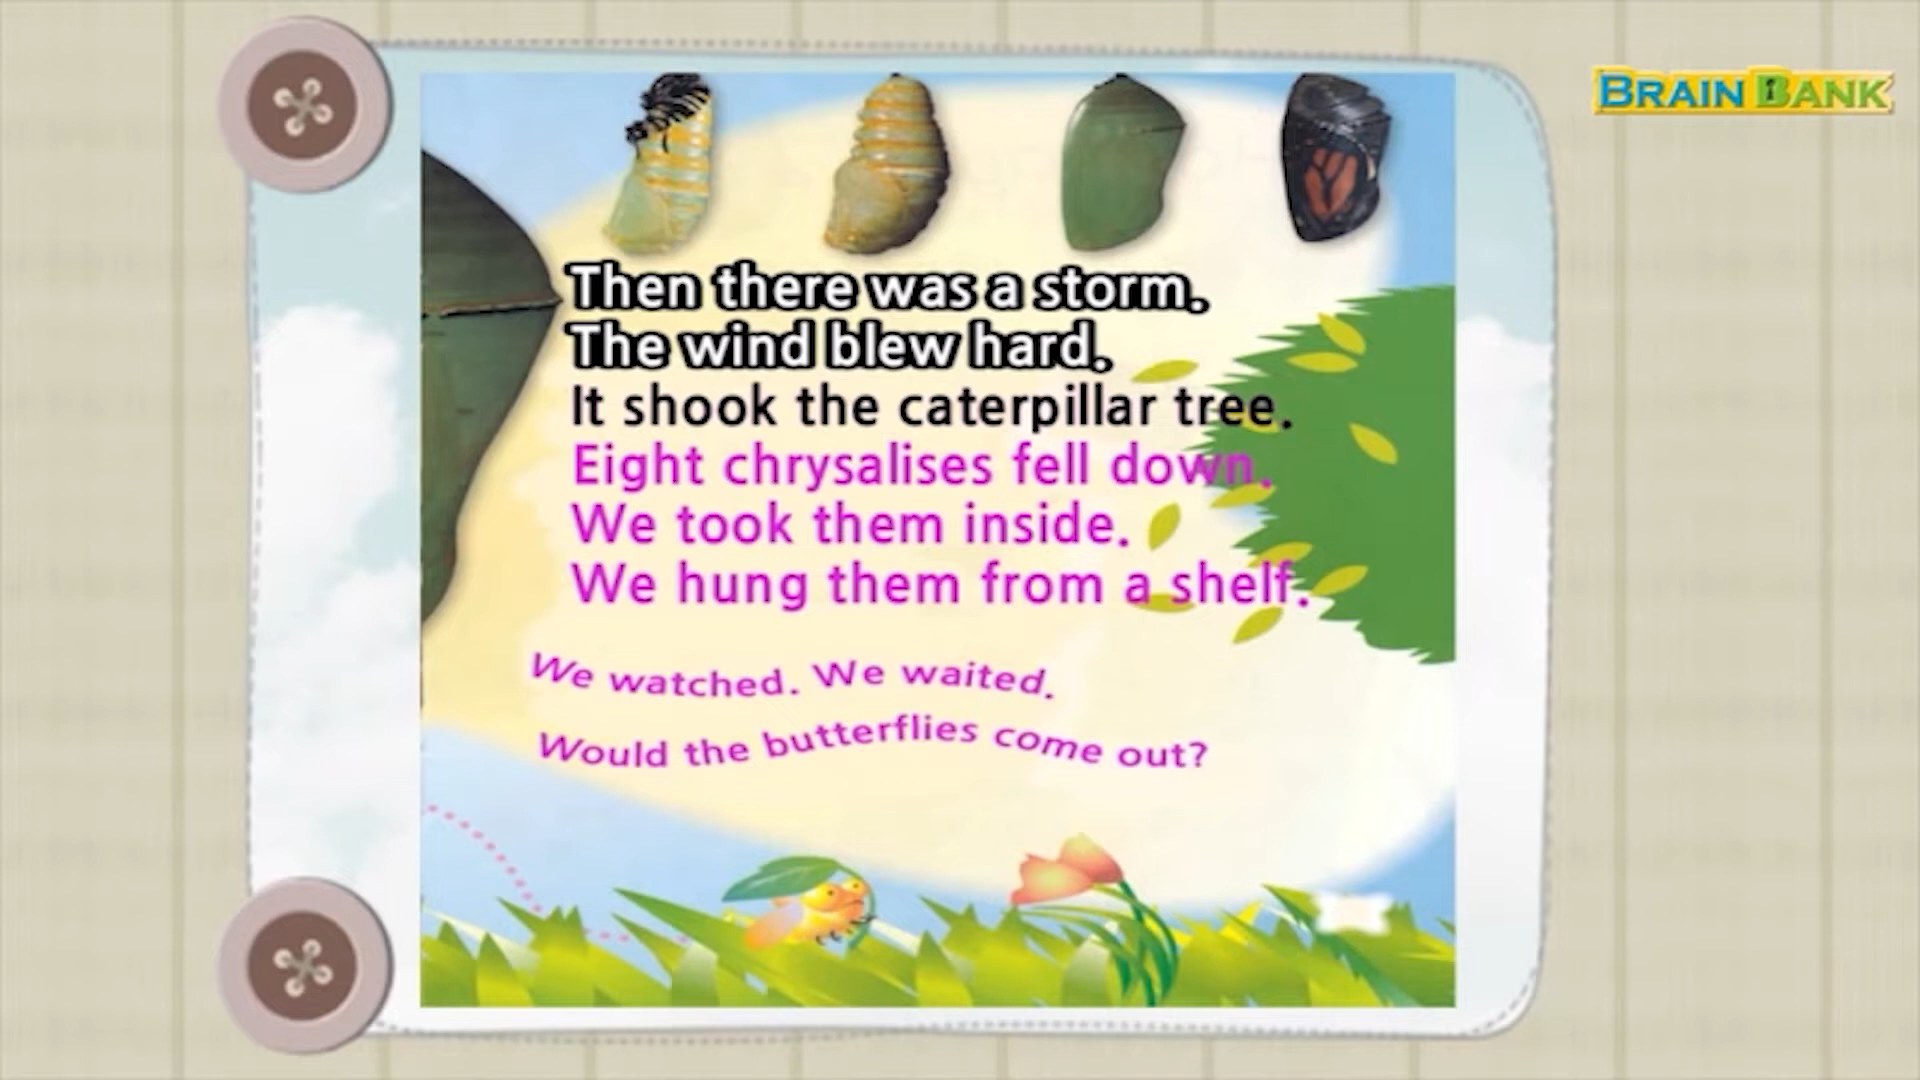 BRAIN BANK
Then there was a storm.
The wind blew hard.
It shook the caterpillar tree.
Eight chrysalises fell down.
We took them inside.
We hung them from a shelf.
We watched. We waited.
Would the butterflies come out?